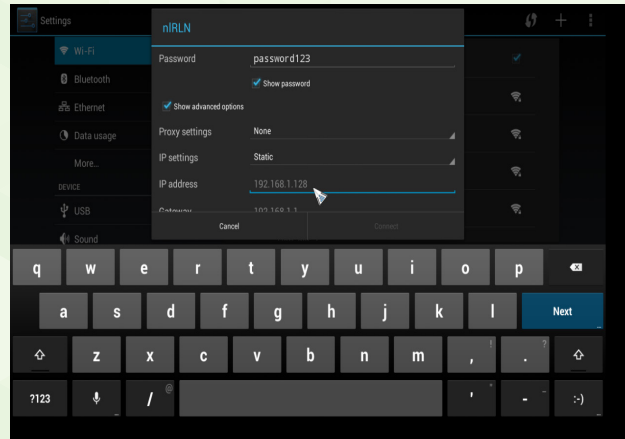 Settings
nIRLN
Wi-Fi
Password password123
Show password
Bluetooth
Ethernet
Show advanced options
Data usage
Proxy settings None
More...
IP settings Static
DEVICE
IP address 192.168.1.128
USB
Gateway 192.168.1.1
Cancel Connect
Sound
q w e r t y u i o p
a s d f g h j k l Next
z x c v b n m , ! . ?
?123 / @ ' " - _ :-)